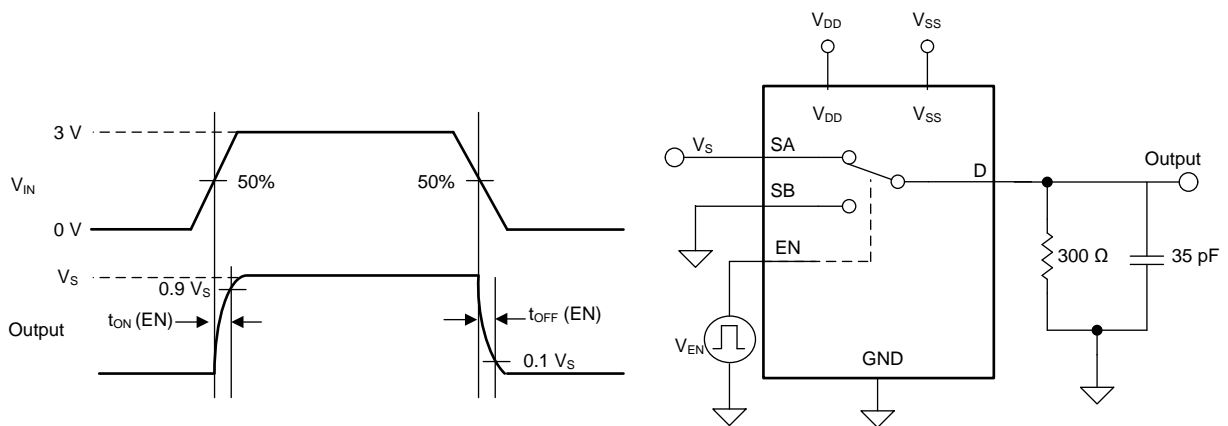 3 V
V_IN
50%
50%
0 V
V_S
0.9 V_S
t_ON (EN)
t_OFF (EN)
Output
0.1 V_S
V_DD
V_SS
V_DD
V_SS
V_S
SA
D
Output
SB
EN
300 Ω
35 pF
V_EN
GND